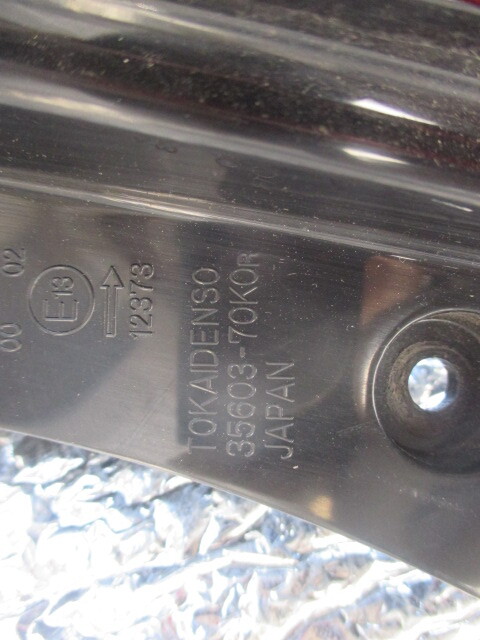 00 02
E13
12373
TOKAIDENSO
35603-70K0R
JAPAN